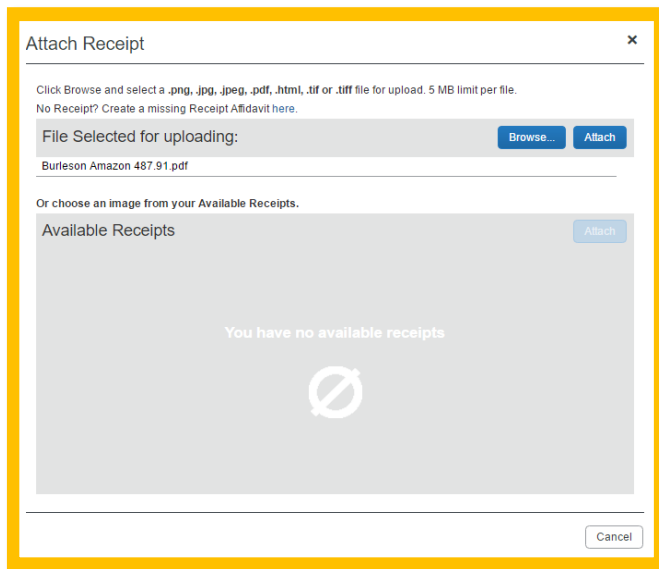 Attach Receipt ×
Click Browse and select a .png, .jpg, .jpeg, .pdf, .html, .tif or .tiff file for upload. 5 MB limit per file.
No Receipt? Create a missing Receipt Affidavit here.
File Selected for uploading: Browse... Attach
Burleson Amazon 487.91.pdf
Or choose an image from your Available Receipts.
Available Receipts Attach
You have no available receipts
Cancel